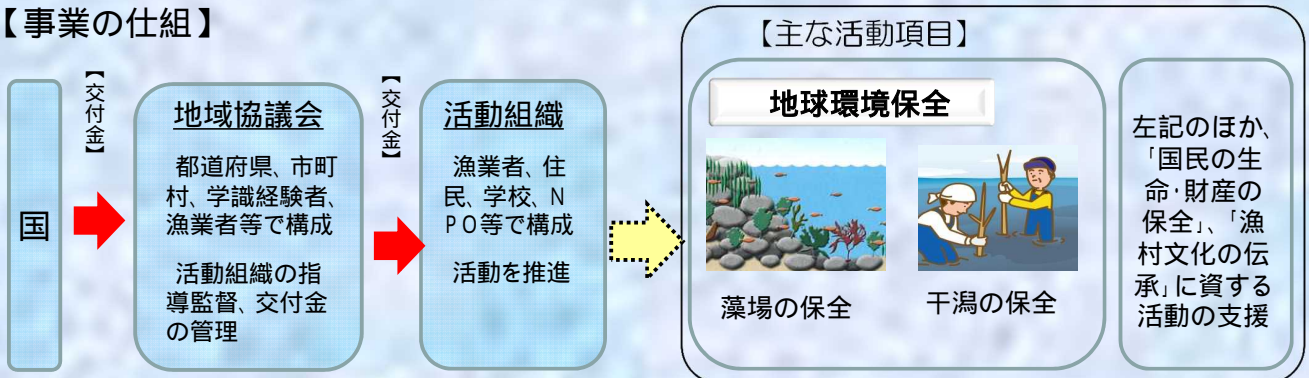 【事業の仕組】
国
【交付金】
地域協議会
都道府県、市町
村、学識経験者、
漁業者等で構成
活動組織の指
導監督、交付金
の管理
【交付金】
活動組織
漁業者、住
民、学校、N
PO等で構成
活動を推進
【主な活動項目】
地球環境保全
藻場の保全
干潟の保全
左記のほか、
「国民の生
命・財産の
保全」、「漁
村文化の伝
承」に資する
活動の支援